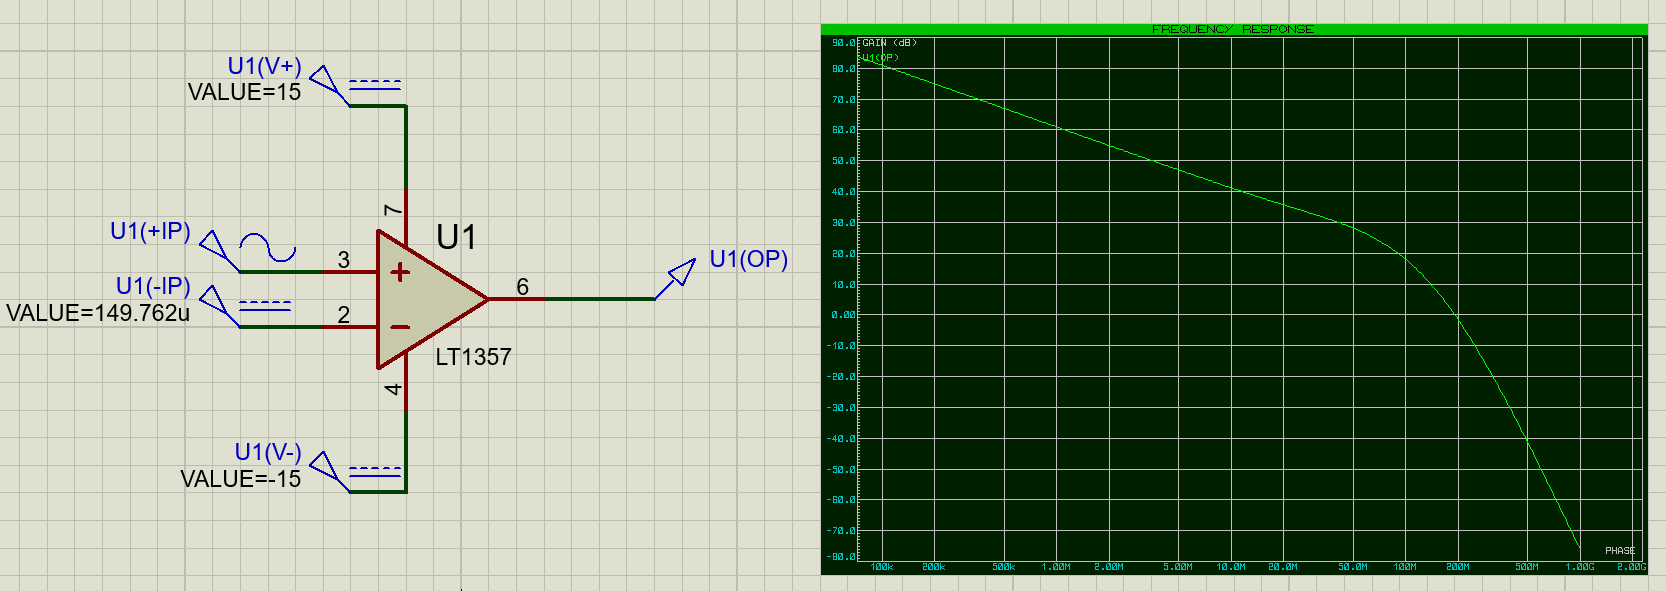 U1(V+)
VALUE=15
7
U1(+IP)
3
U1
U1(OP)
6
U1(-IP)
VALUE=149.762u
2
LT1357
4
U1(V-)
VALUE=-15
FREQUENCY RESPONSE
GAIN (dB)
U1(OP)
90.0
80.0
70.0
60.0
50.0
40.0
30.0
20.0
10.0
0.00
-10.0
-20.0
-30.0
-40.0
-50.0
-60.0
-70.0
-80.0
PHASE
100k 200k 500k 1.00M 2.00M 5.00M 10.0M 20.0M 50.0M 100M 200M 500M 1.00G 2.00G